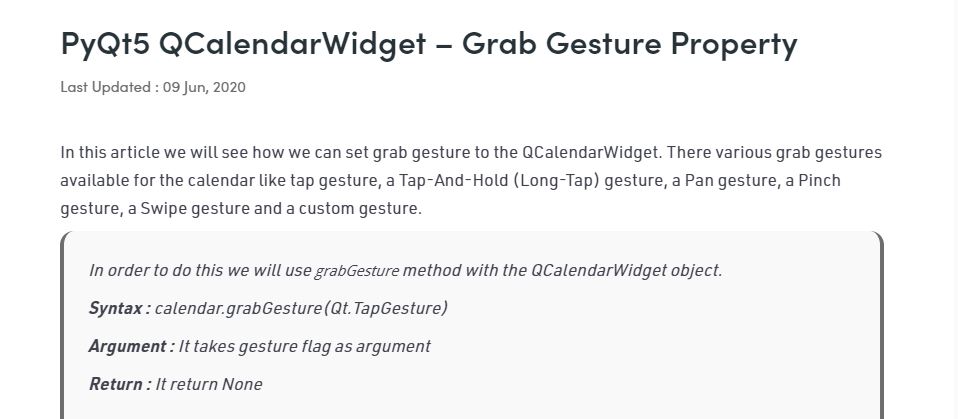 PyQt5 QCalendarWidget – Grab Gesture Property
Last Updated : 09 Jun, 2020
In this article we will see how we can set grab gesture to the QCalendarWidget. There various grab gestures
available for the calendar like tap gesture, a Tap-And-Hold (Long-Tap) gesture, a Pan gesture, a Pinch
gesture, a Swipe gesture and a custom gesture.
In order to do this we will use grabGesture method with the QCalendarWidget object.
Syntax : calendar.grabGesture(Qt.TapGesture)
Argument : It takes gesture flag as argument
Return : It return None